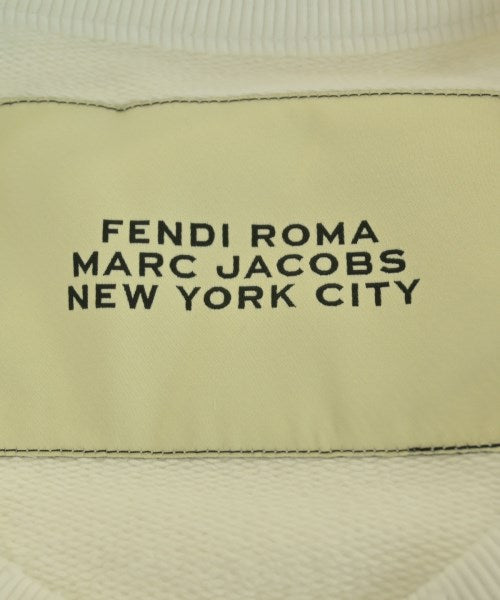 FENDI ROMA
MARC JACOBS
NEW YORK CITY